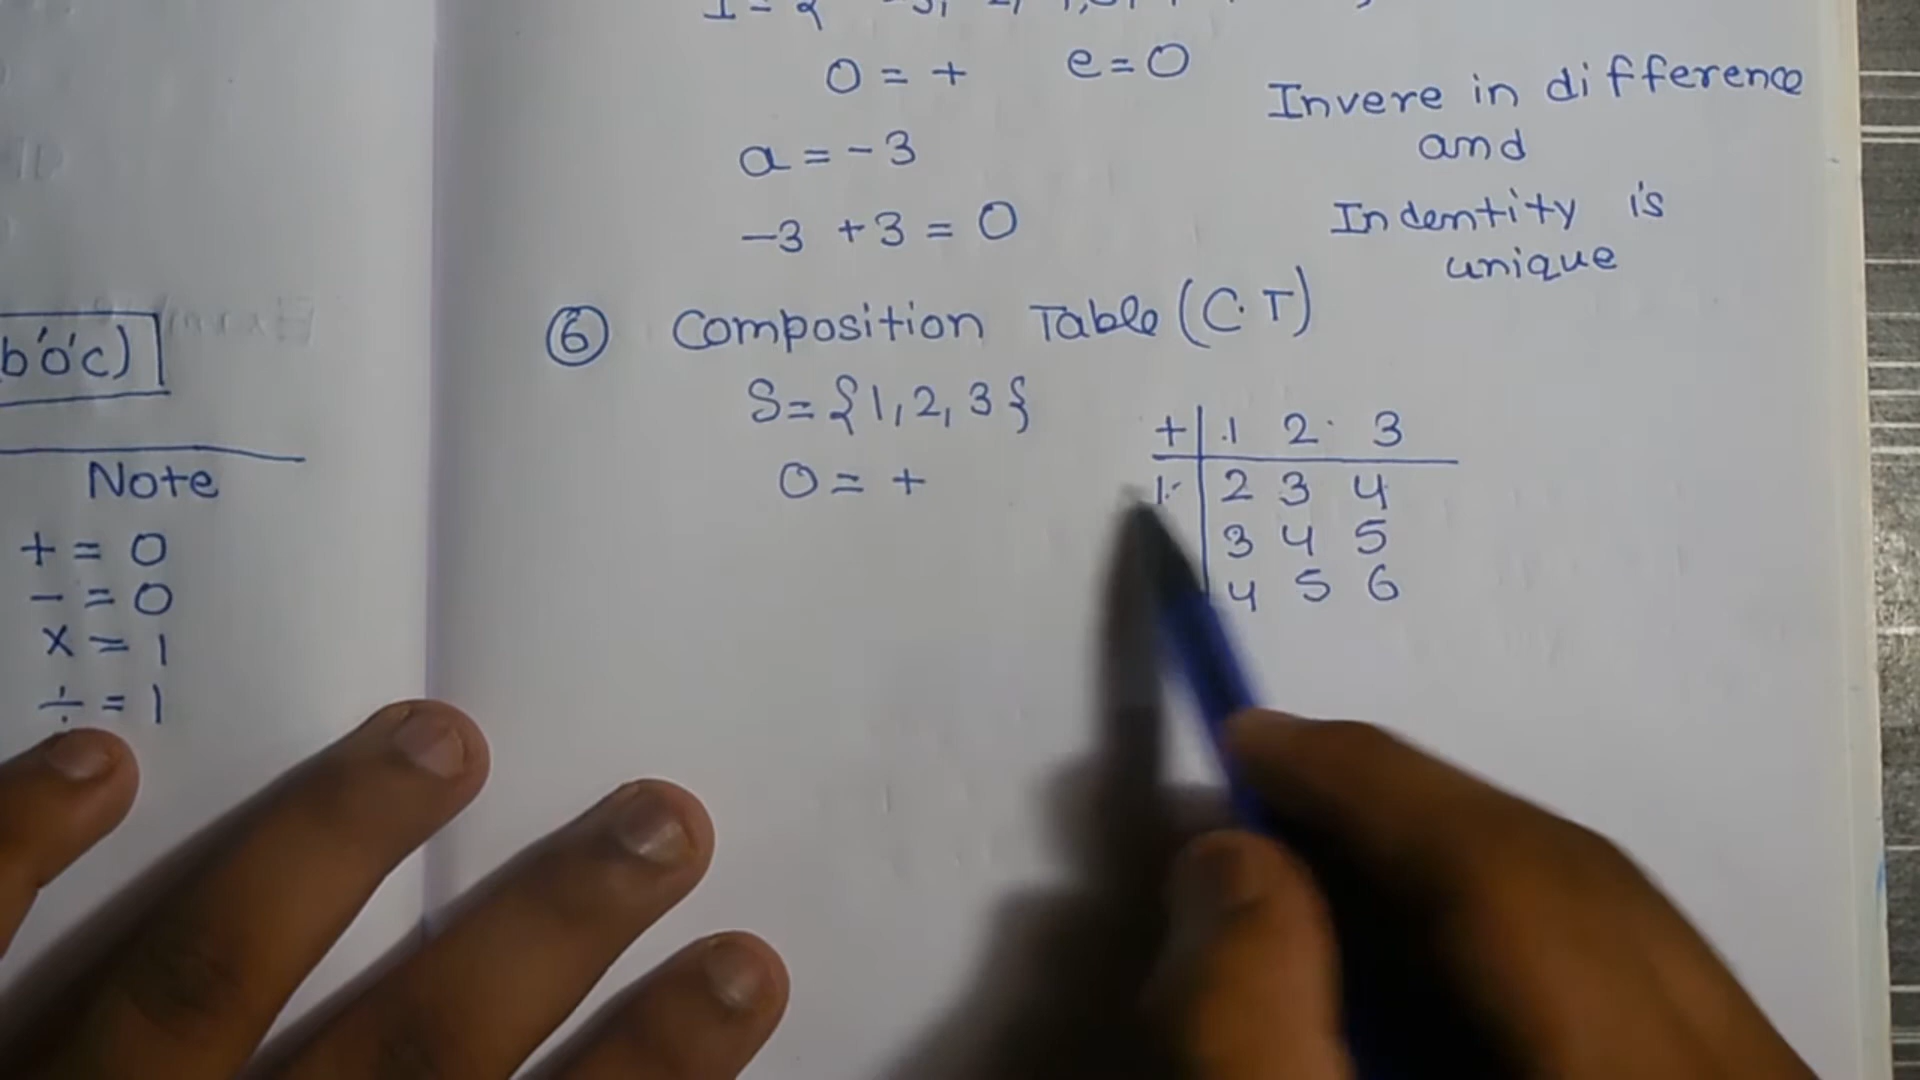 b'o'c)
Note
+ = 0
- = 0
x = 1
÷ = 1
0 = + e = 0
a = -3
-3 +3 = 0
Invere in difference
and
Indentity is
unique
⑥ Composition Table (C.T)
S = {1, 2, 3}
0 = +
+ 1 2 3
1 2 3 4
3 4 5
4 5 6